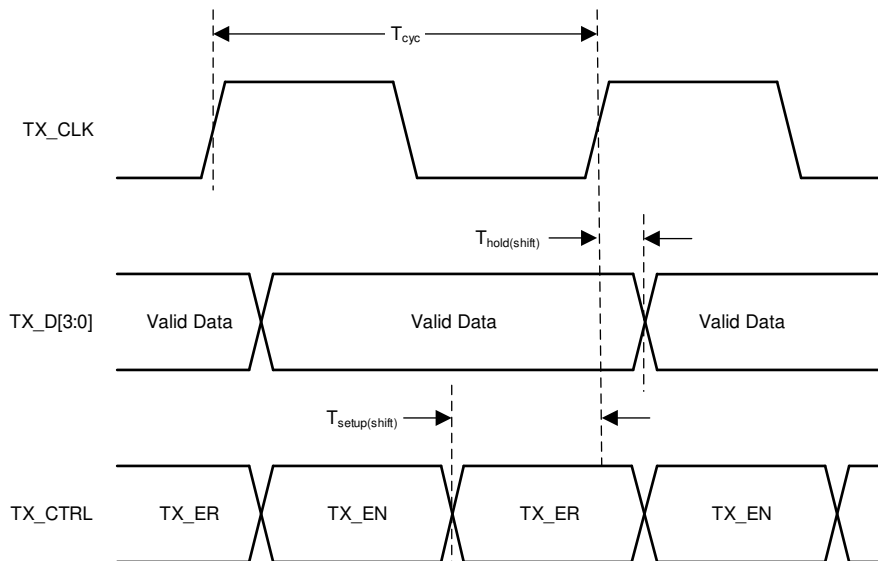 Tcyc
TX_CLK
Thold(shift)
TX_D[3:0]
Valid Data
Valid Data
Valid Data
Tsetup(shift)
TX_CTRL
TX_ER
TX_EN
TX_ER
TX_EN